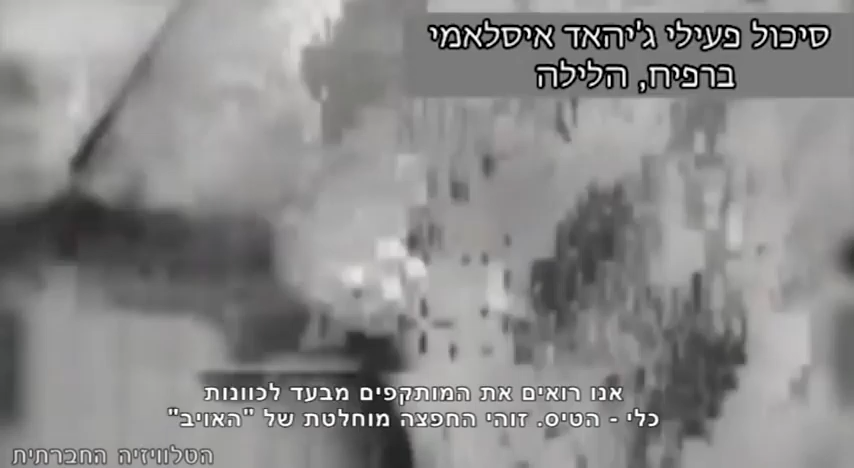 סיכול פעילי ג'יהאד איסלאמי
ברפיח, הלילה
אנו רואים את המותקפים מבעד לכוונות
כלי - הטיס. זוהי החפצה מוחלטת של "האויב"
הטלוויזיה החברתית